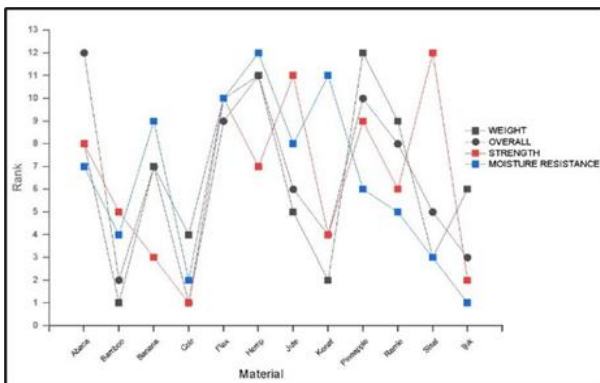 13
12
11
10
9
8
7
6
5
4
3
2
1
0
Rank
WEIGHT
OVERALL
STRENGTH
MOISTURE RESISTANCE
Abaca
Bamboo
Banana
Coir
Flax
Hemp
Jute
Kenaf
Pineapple
Ramie
Sisal
Ijuk
Material